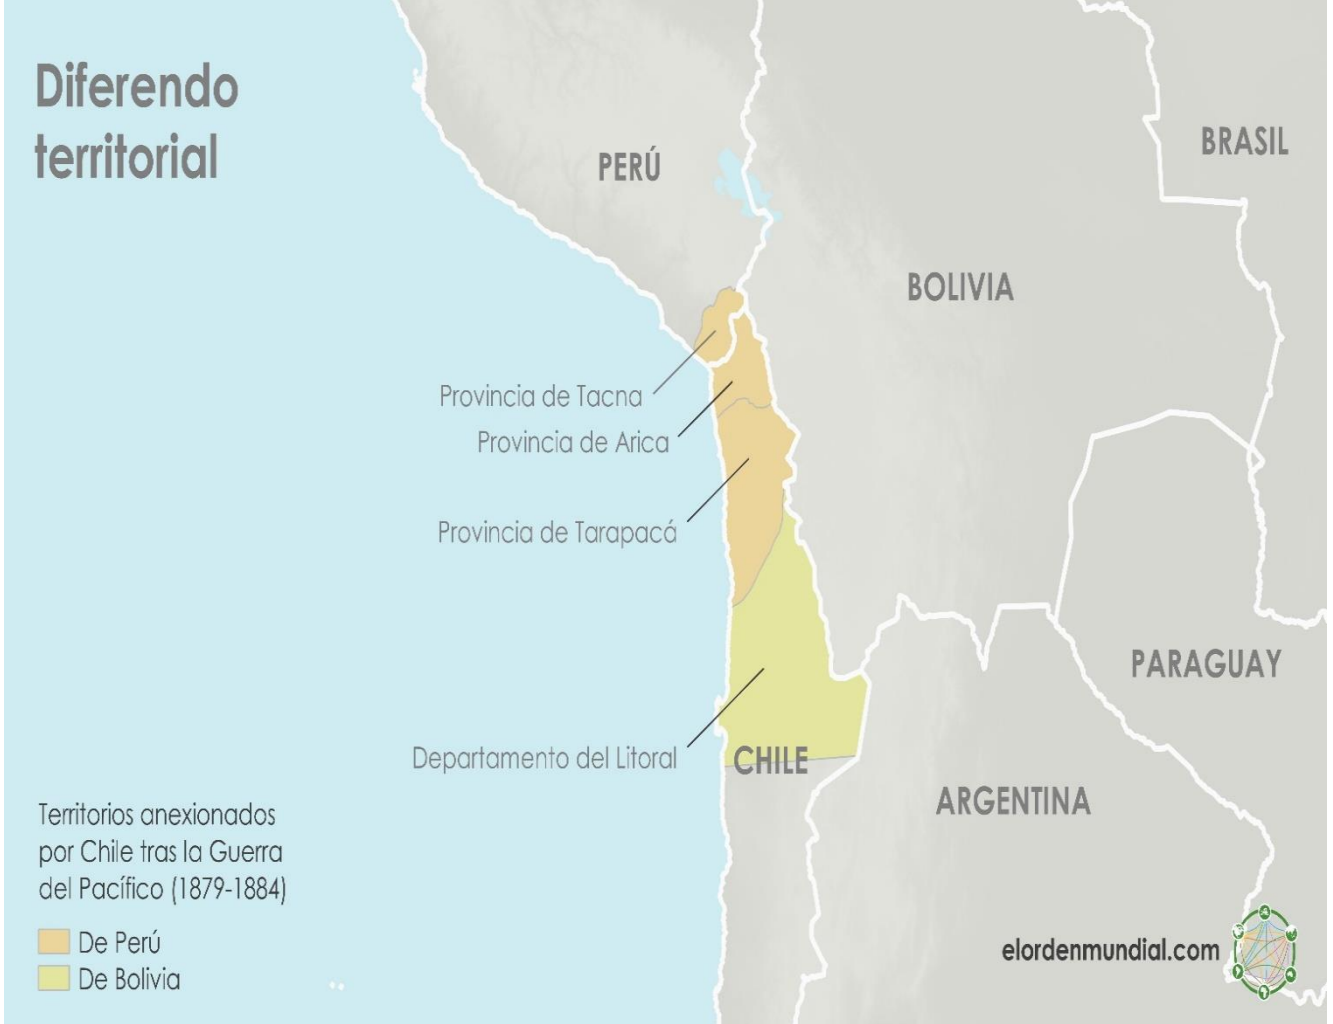 Diferendo
territorial
PERÚ
BRASIL
BOLIVIA
Provincia de Tacna
Provincia de Arica
Provincia de Tarapacá
PARAGUAY
Departamento del Litoral
CHILE
ARGENTINA
Territorios anexionados
por Chile tras la Guerra
del Pacífico (1879-1884)
De Perú
De Bolivia
elordenmundial.com